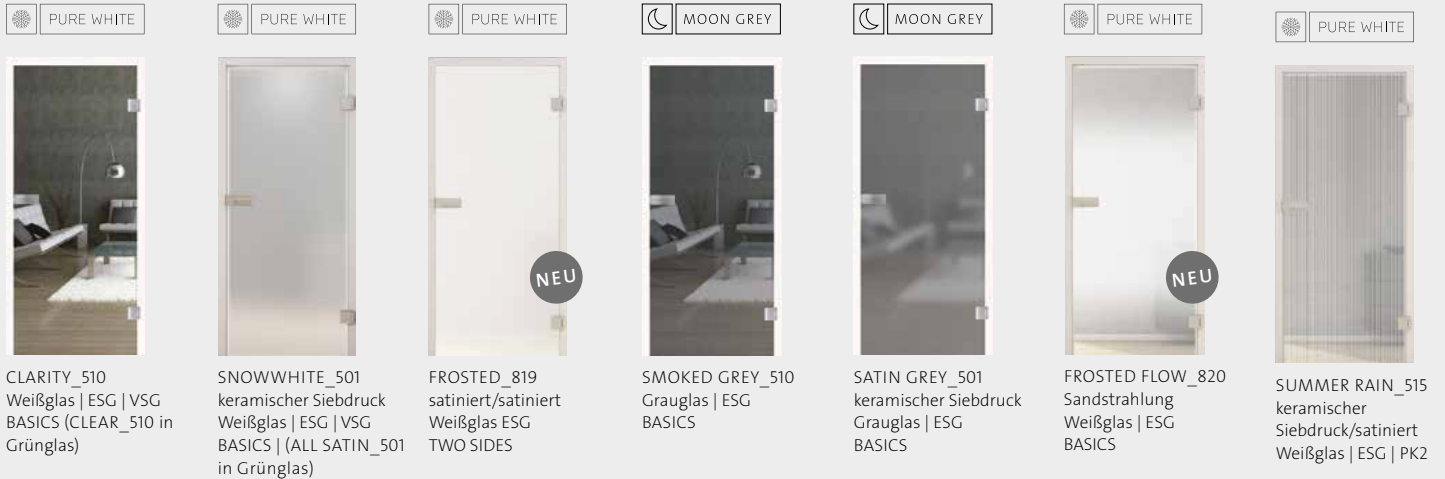 PURE WHITE
CLARITY_510
Weißglas | ESG | VSG
BASICS (CLEAR_510 in
Grünglas)
PURE WHITE
SNOWWHITE_501
keramischer Siebdruck
Weißglas | ESG | VSG
BASICS | (ALL SATIN_501
in Grünglas)
PURE WHITE
NEU
FROSTED_819
satiniert/satiniert
Weißglas ESG
TWO SIDES
MOON GREY
SMOKED GREY_510
Grauglas | ESG
BASICS
MOON GREY
SATIN GREY_501
keramischer Siebdruck
Grauglas | ESG
BASICS
PURE WHITE
NEU
FROSTED FLOW_820
Sandstrahlung
Weißglas | ESG
BASICS
PURE WHITE
SUMMER RAIN_515
keramischer
Siebdruck/satiniert
Weißglas | ESG | PK2